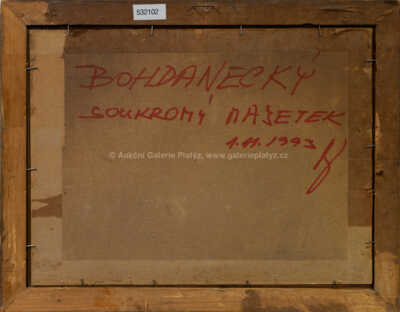 532102
BOHDANECKÝ
SOUKROMÝ MAJETEK
1.11.1993
© Aukční Galerie Platýz, www.galerieplatyz.cz